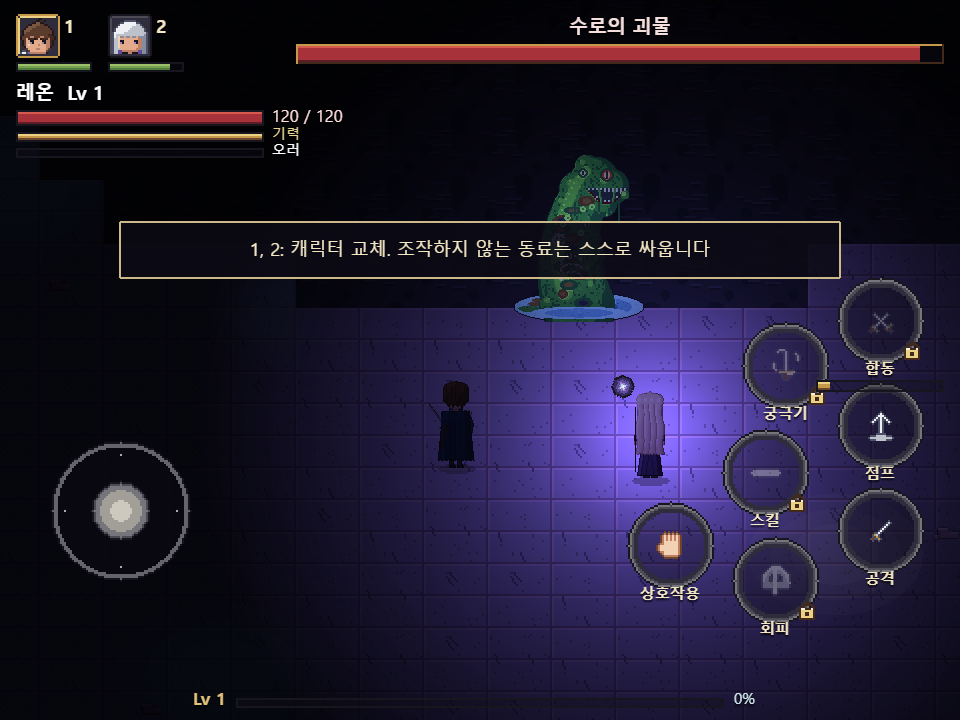 1
2
수로의 괴물
레온 Lv 1
120 / 120
기력
오러
1, 2: 캐릭터 교체. 조작하지 않는 동료는 스스로 싸웁니다
합동
궁극기
점프
스킬
공격
상호작용
회피
Lv 1
0%